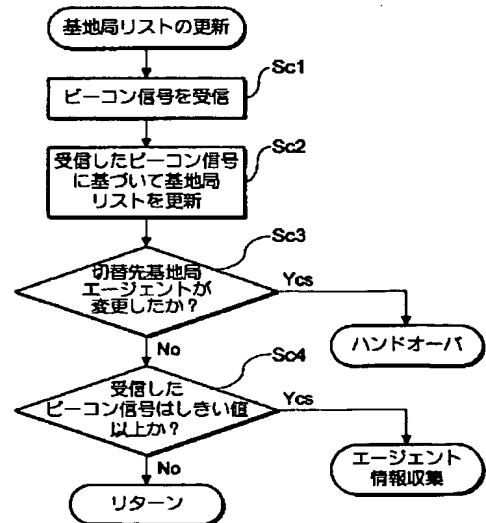 基地局リストの更新
Sc1
ビーコン信号を受信
Sc2
受信したビーコン信号
に基づいて基地局
リストを更新
Sc3
切替先基地局
エージェントが
変更したか?
Yes
ハンドオーバ
No
Sc4
受信した
ビーコン信号はしきい値
以上か?
Yes
エージェント
情報収集
No
リターン